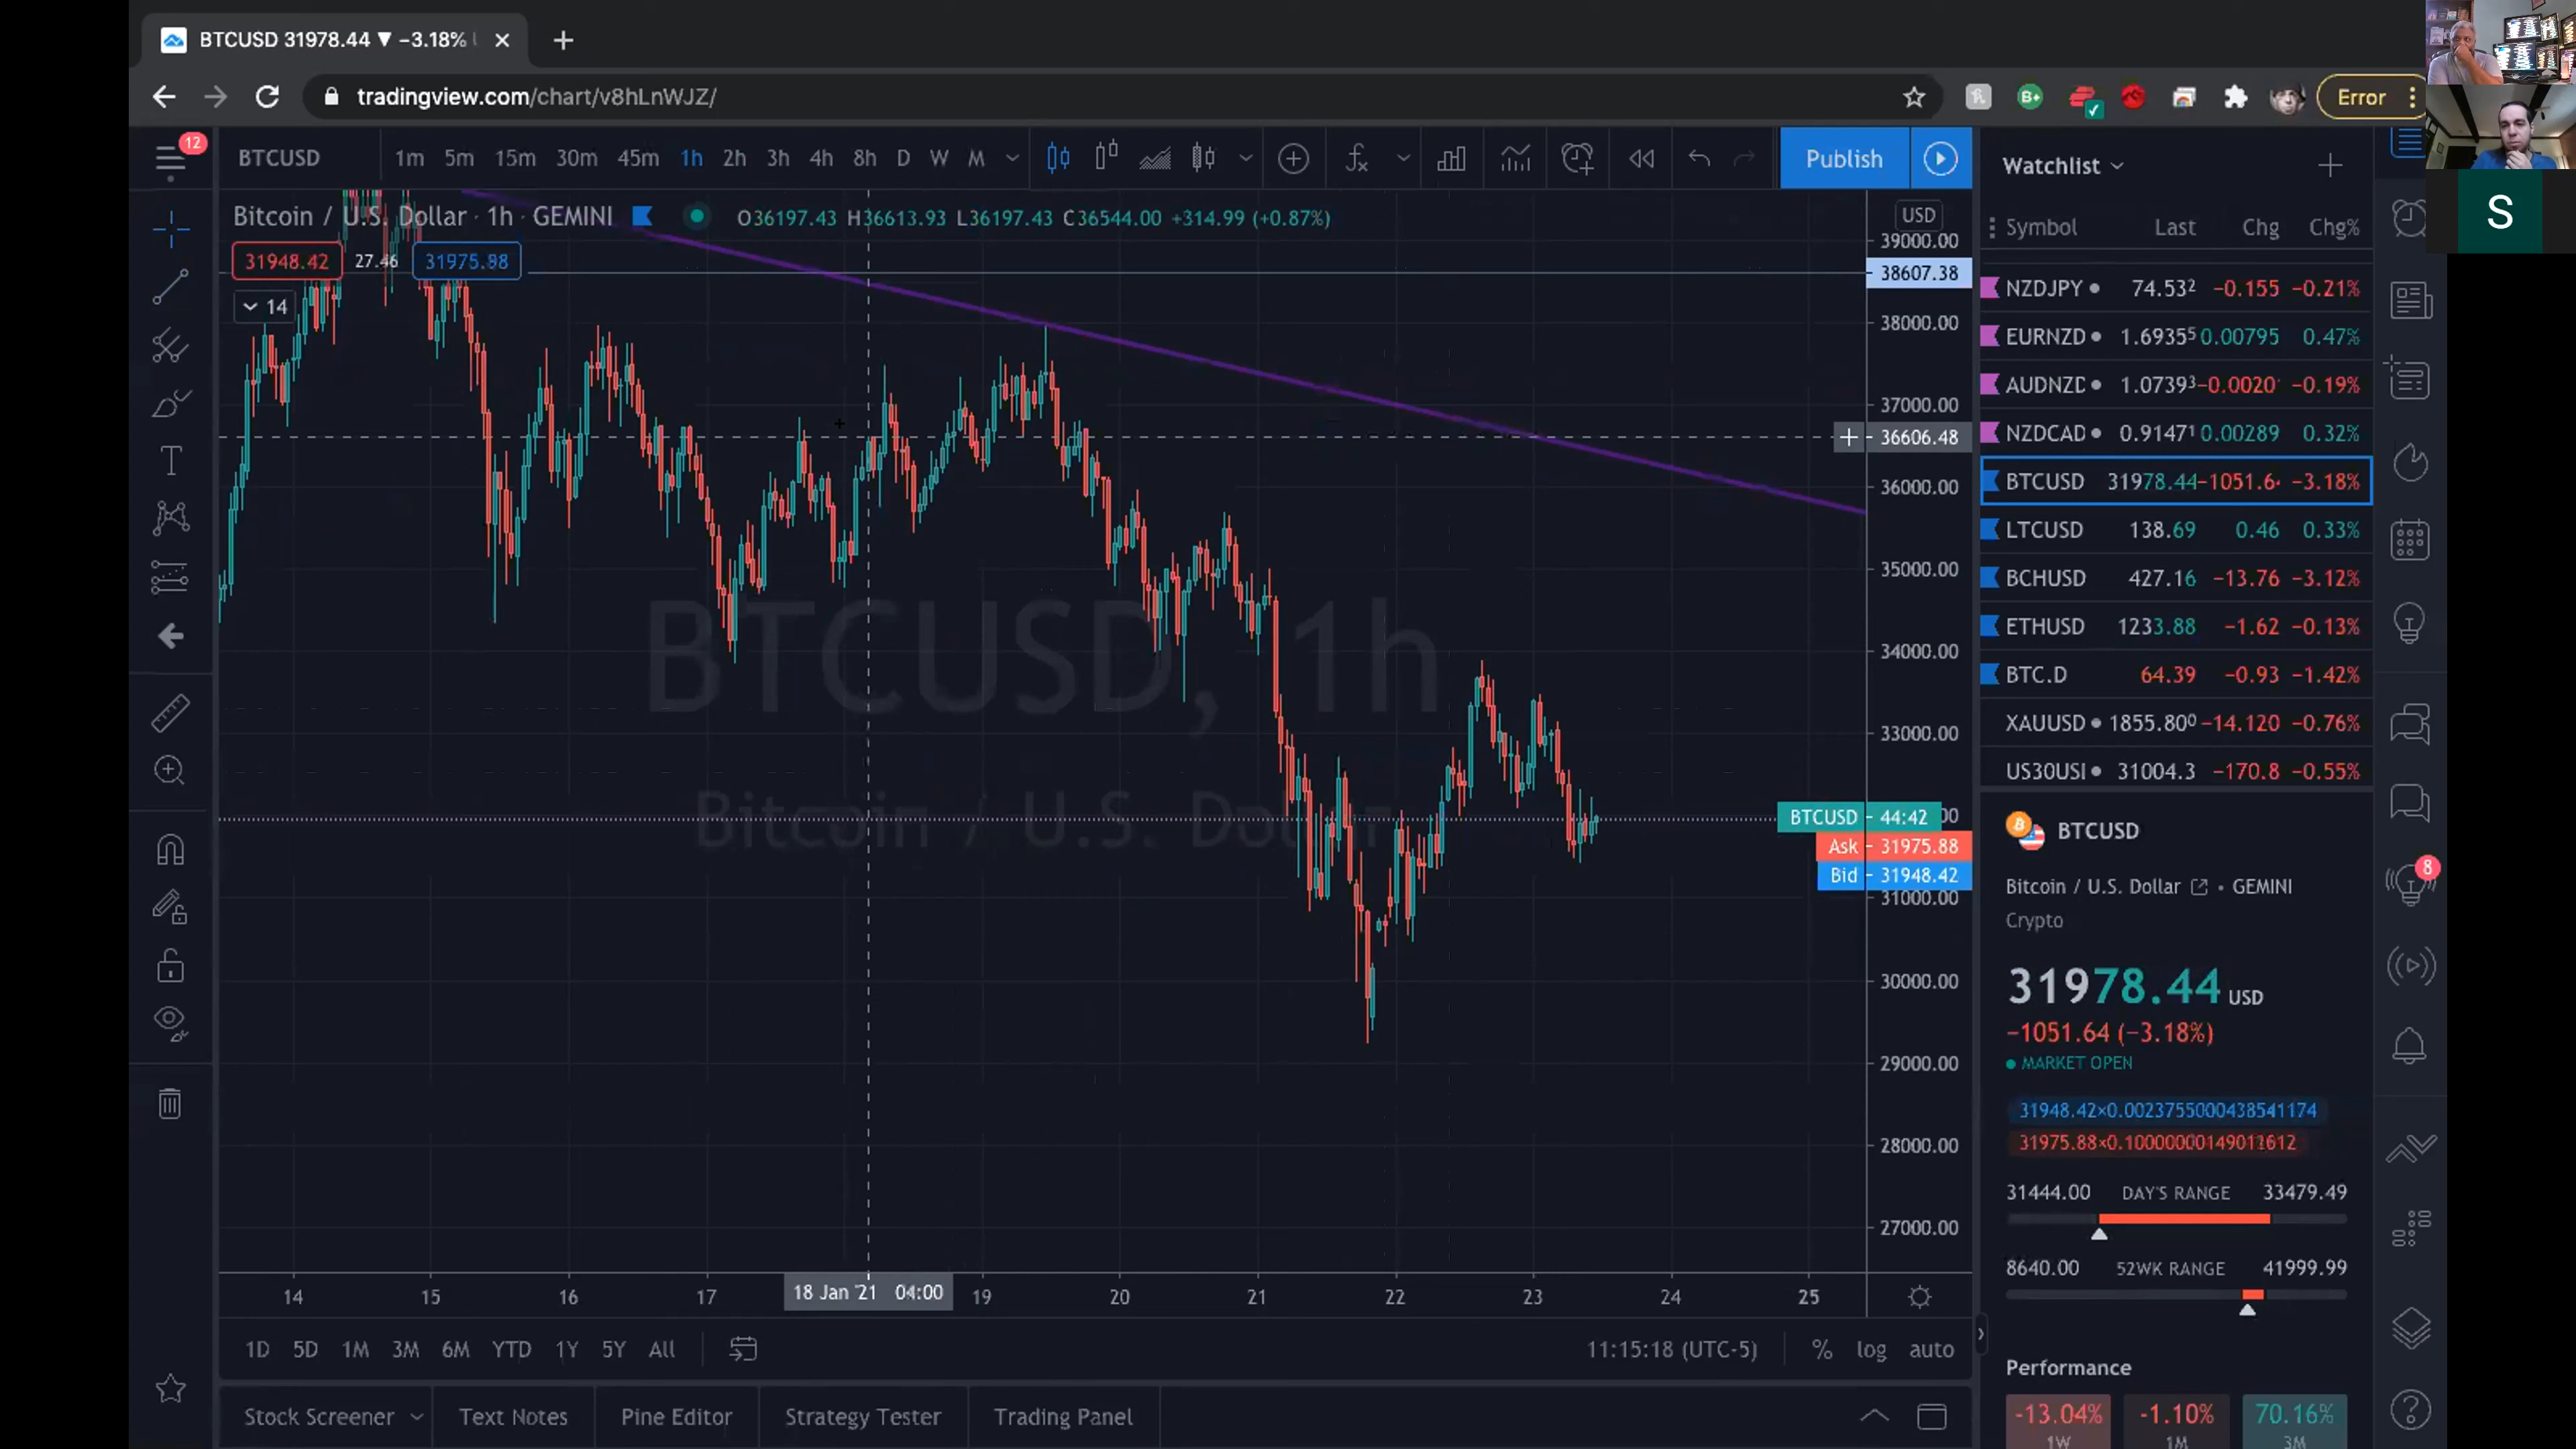 BTCUSD 31978.44 ▼ −3.18%
tradingview.com/chart/v8hLnWJZ/
Error
12
BTCUSD 1m 5m 15m 30m 45m 1h 2h 3h 4h 8h D W M
Publish
Bitcoin / U.S. Dollar · 1h · GEMINI O36197.43 H36613.93 L36197.43 C36544.00 +314.99 (+0.87%)
31948.42 27.46 31975.88
14
BTCUSD, 1h
Bitcoin / U.S. Dollar
USD
39000.00
38607.38
38000.00
37000.00
36606.48
36000.00
35000.00
34000.00
33000.00
BTCUSD 44:42
Ask 31975.88
Bid 31948.42
31000.00
30000.00
29000.00
28000.00
27000.00
14 15 16 17 18 Jan '21 04:00 19 20 21 22 23 24 25
1D 5D 1M 3M 6M YTD 1Y 5Y All
11:15:18 (UTC-5) % log auto
Stock Screener Text Notes Pine Editor Strategy Tester Trading Panel
Watchlist
Symbol Last Chg Chg%
NZDJPY 74.532 −0.155 −0.21%
EURNZD 1.69355 0.00795 0.47%
AUDNZD 1.07393 −0.0020 −0.19%
NZDCAD 0.91471 0.00289 0.32%
BTCUSD 31978.44 −1051.64 −3.18%
LTCUSD 138.69 0.46 0.33%
BCHUSD 427.16 −13.76 −3.12%
ETHUSD 1233.88 −1.62 −0.13%
BTC.D 64.39 −0.93 −1.42%
XAUUSD 1855.800 −14.120 −0.76%
US30USD 31004.3 −170.8 −0.55%
BTCUSD
Bitcoin / U.S. Dollar • GEMINI
Crypto
31978.44 USD
−1051.64 (−3.18%)
MARKET OPEN
31948.42×0.0023755000438541174
31975.88×0.10000000149011612
31444.00 DAY'S RANGE 33479.49
8640.00 52WK RANGE 41999.99
Performance
-13.04% -1.10% 70.16%
1W 1M 3M
S
8